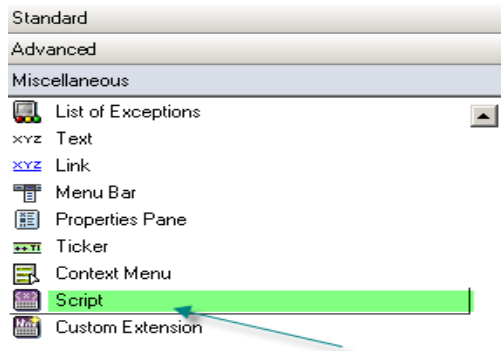 Standard
Advanced
Miscellaneous
List of Exceptions
XYZ Text
XYZ Link
Menu Bar
Properties Pane
Ticker
Context Menu
Script
Custom Extension